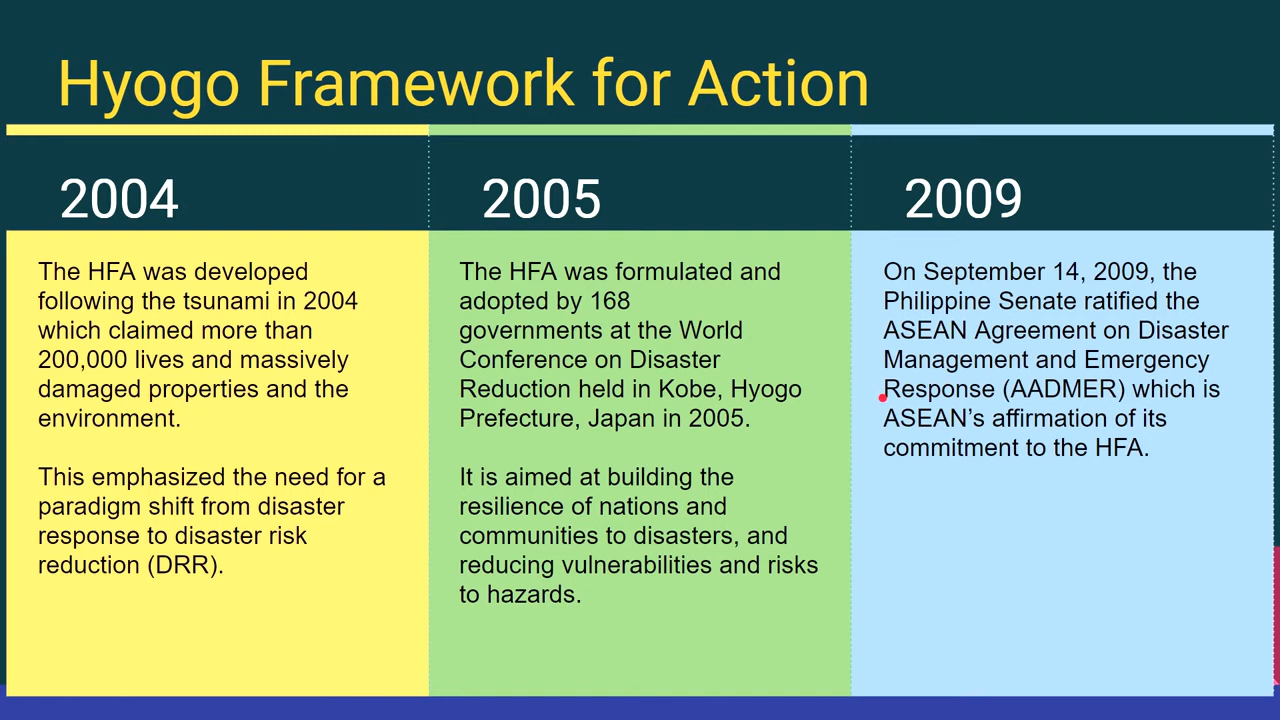 Hyogo Framework for Action
2004
The HFA was developed
following the tsunami in 2004
which claimed more than
200,000 lives and massively
damaged properties and the
environment.
This emphasized the need for a
paradigm shift from disaster
response to disaster risk
reduction (DRR).
2005
The HFA was formulated and
adopted by 168
governments at the World
Conference on Disaster
Reduction held in Kobe, Hyogo
Prefecture, Japan in 2005.
It is aimed at building the
resilience of nations and
communities to disasters, and
reducing vulnerabilities and risks
to hazards.
2009
On September 14, 2009, the
Philippine Senate ratified the
ASEAN Agreement on Disaster
Management and Emergency
Response (AADMER) which is
ASEAN’s affirmation of its
commitment to the HFA.